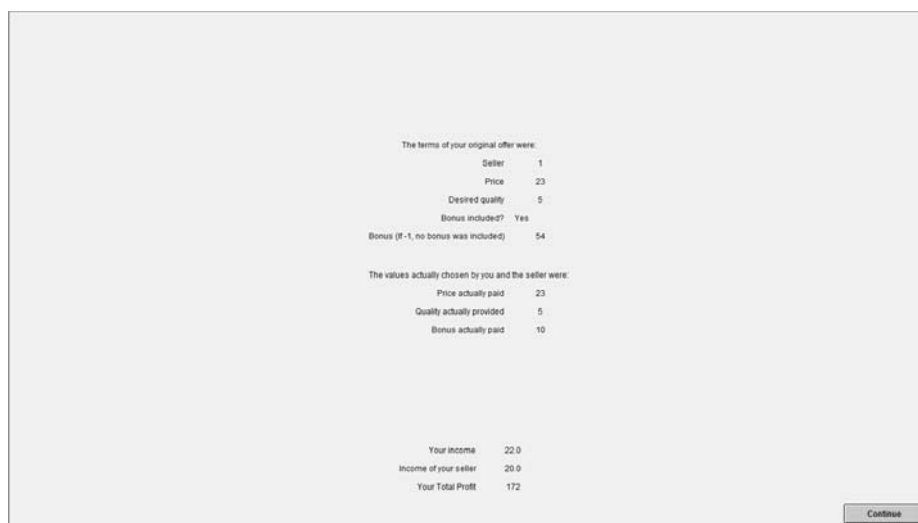 The terms of your original offer were:
Seller 1
Price 23
Desired quality 5
Bonus included? Yes
Bonus (If -1, no bonus was included) 54
The values actually chosen by you and the seller were:
Price actually paid 23
Quality actually provided 5
Bonus actually paid 10
Your income 22.0
Income of your seller 20.0
Your Total Profit 172
Continue